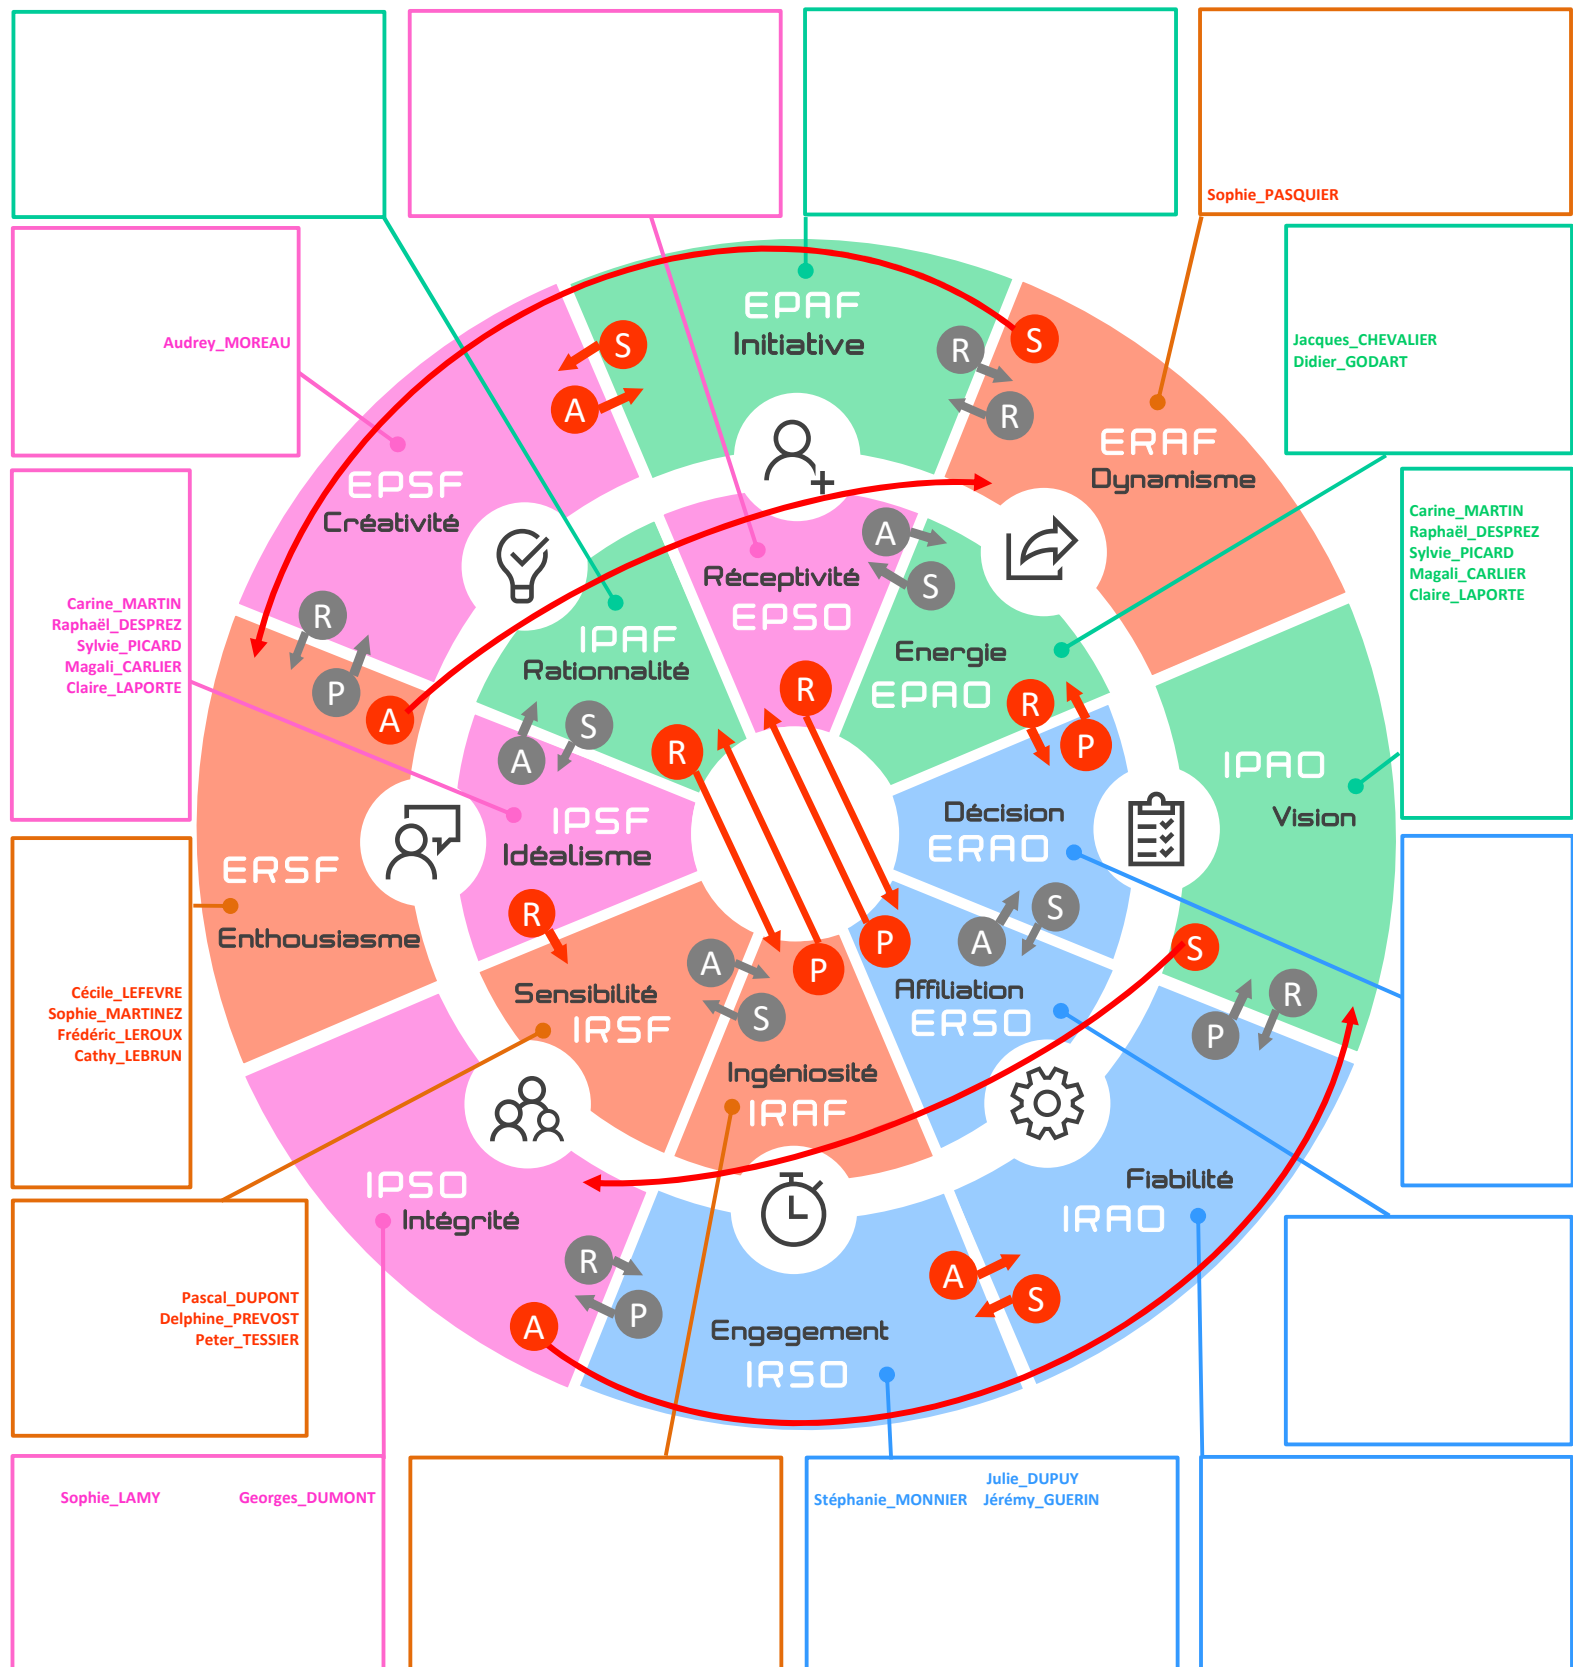 Sophie_PASQUIER
Audrey_MOREAU
Jacques_CHEVALIER
Didier_GODART
EPAF
Initiative
S
A
R
S
R
ERAF
Dynamisme
EPSF
Créativité
Carine_MARTIN
Raphaël_DESPREZ
Sylvie_PICARD
Magali_CARLIER
Claire_LAPORTE
Carine_MARTIN
Raphaël_DESPREZ
Sylvie_PICARD
Magali_CARLIER
Claire_LAPORTE
A
S
Réceptivité
EPSO
R
P
A
IPAF
Rationnalité
Energie
EPAO
R
R
P
A
S
R
IPAO
Vision
IPSF
Idéalisme
Décision
ERAO
ERSF
Enthousiasme
R
A
S
P
S
A
S
P
Sensibilité
IRSF
Affiliation
ERSO
P
R
Cécile_LEFEVRE
Sophie_MARTINEZ
Frédéric_LEROUX
Cathy_LEBRUN
Ingéniosité
IRAF
IPSO
Intégrité
Fiabilité
IRAO
R
P
A
A
S
Engagement
IRSO
Pascal_DUPONT
Delphine_PREVOST
Peter_TESSIER
Sophie_LAMY Georges_DUMONT
Julie_DUPUY
Stéphanie_MONNIER Jérémy_GUERIN